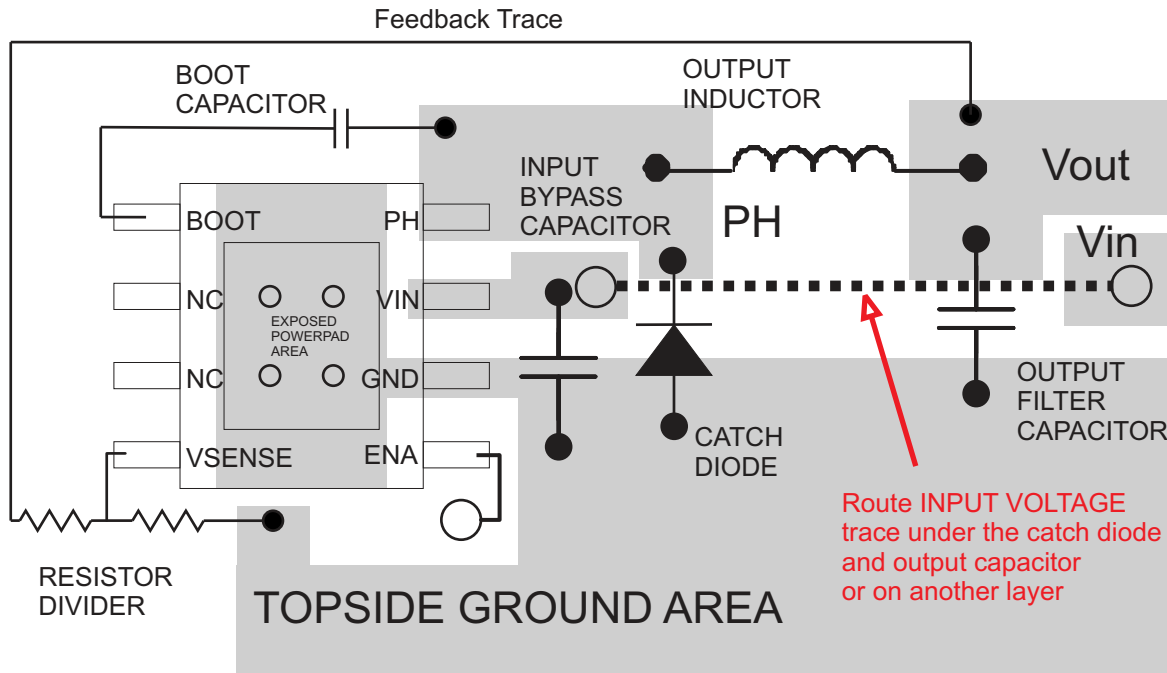 Feedback Trace
BOOT
CAPACITOR
OUTPUT
INDUCTOR
INPUT
BYPASS
CAPACITOR
Vout
PH
Vin
BOOT
PH
NC
VIN
EXPOSED
POWERPAD
AREA
NC
GND
VSENSE
ENA
CATCH
DIODE
OUTPUT
FILTER
CAPACITOR
Route INPUT VOLTAGE
trace under the catch diode
and output capacitor
or on another layer
RESISTOR
DIVIDER
TOPSIDE GROUND AREA